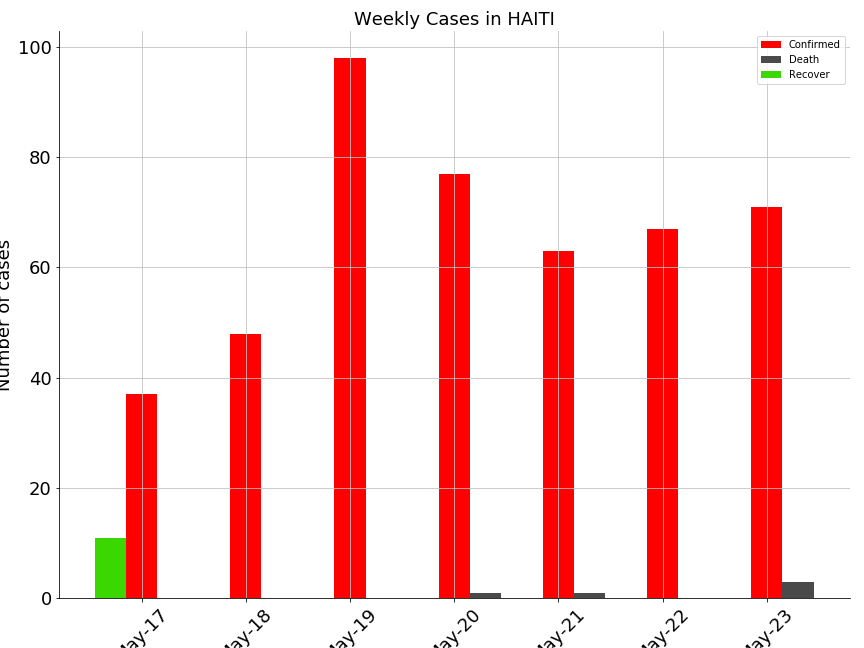 Weekly Cases in HAITI
Confirmed
Death
Recover
Number of cases
100
80
60
40
20
0
May-17
May-18
May-19
May-20
May-21
May-22
May-23